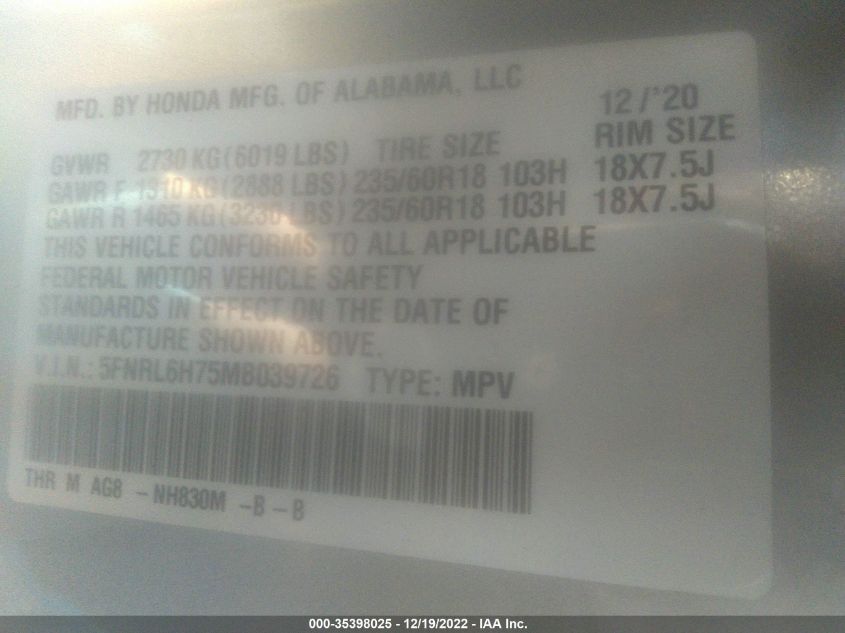 MFD. BY HONDA MFG. OF ALABAMA, LLC 12/'20
GVWR 2730 KG (6019 LBS) TIRE SIZE RIM SIZE
GAWR F 1310 KG (2888 LBS) 235/60R18 103H 18X7.5J
GAWR R 1465 KG (3230 LBS) 235/60R18 103H 18X7.5J
THIS VEHICLE CONFORMS TO ALL APPLICABLE
FEDERAL MOTOR VEHICLE SAFETY
STANDARDS IN EFFECT ON THE DATE OF
MANUFACTURE SHOWN ABOVE.
V.I.N.: 5FNRL6H75MB039726 TYPE: MPV
THR M AG8 -NH830M -B-B
000-35398025 - 12/19/2022 - IAA Inc.